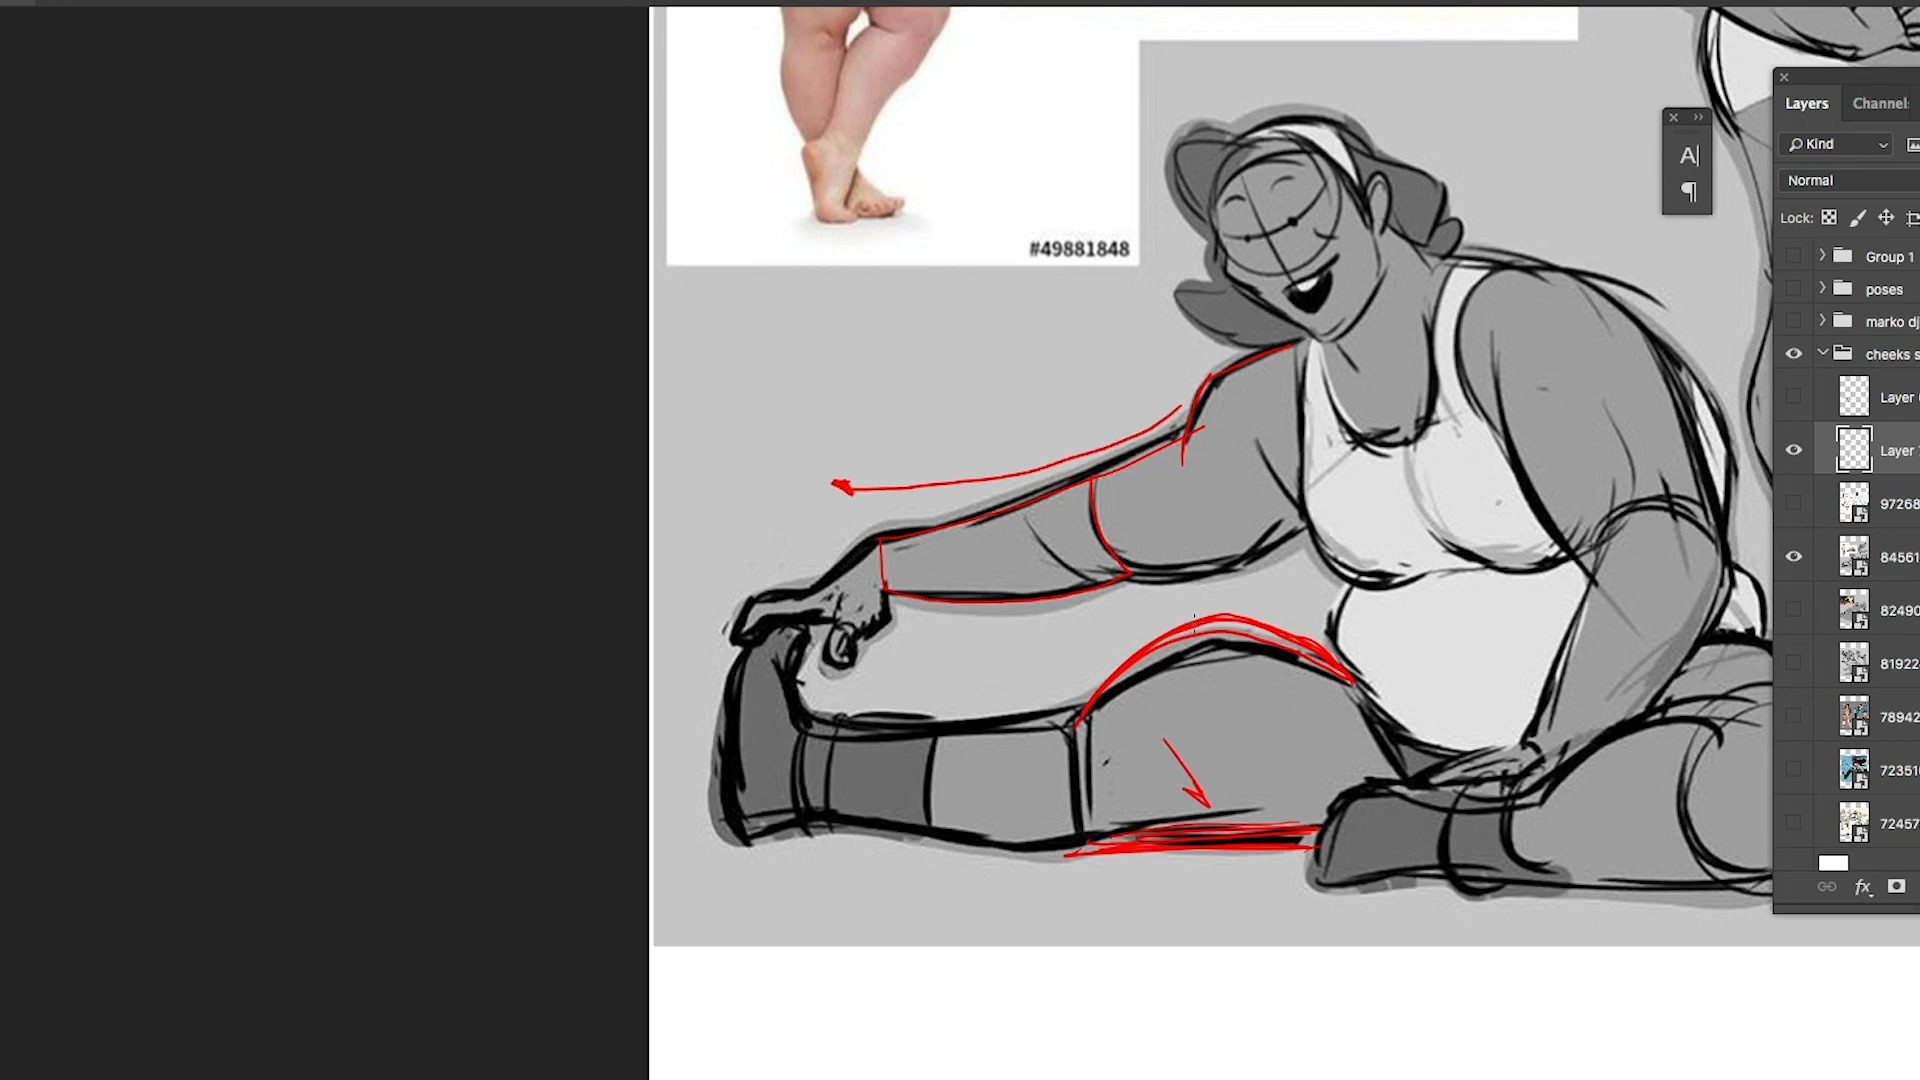 #49881848
Layers
Channel
Kind
Normal
Lock:
Group 1
poses
marko dj
cheeks s
Layer
Layer
97268
84561
82490
81922
78942
72351
72457
fx
A
¶